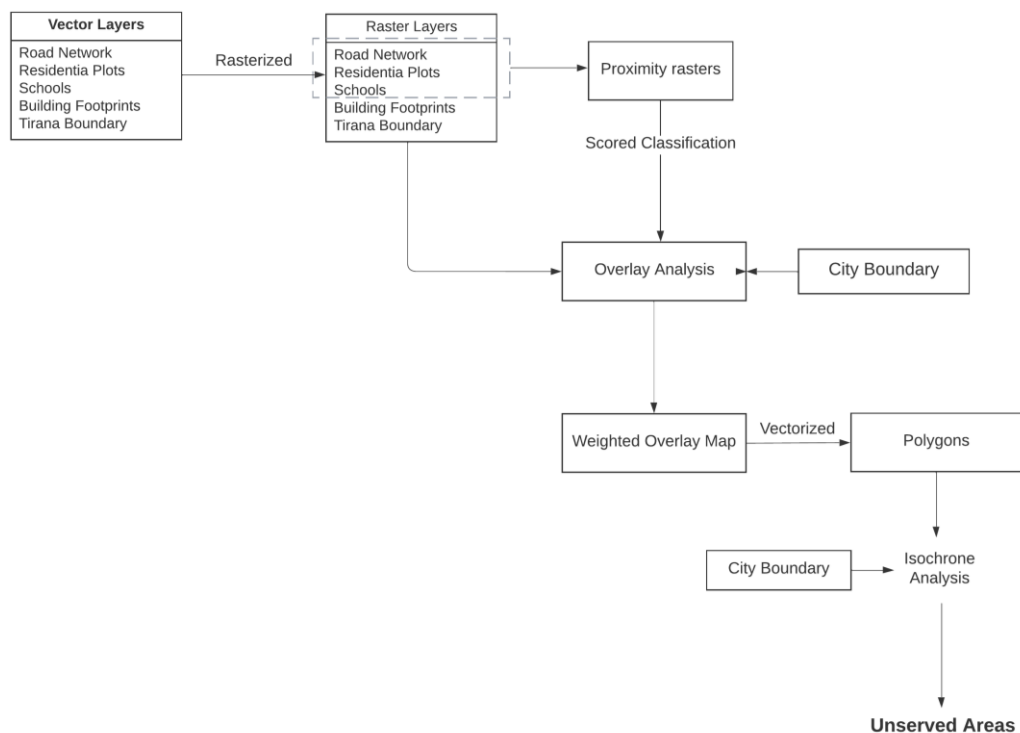 Vector Layers
Road Network
Residentia Plots
Schools
Building Footprints
Tirana Boundary
Rasterized
Raster Layers
Road Network
Residentia Plots
Schools
Building Footprints
Tirana Boundary
Proximity rasters
Scored Classification
Overlay Analysis
City Boundary
Weighted Overlay Map
Vectorized
Polygons
City Boundary
Isochrone
Analysis
Unserved Areas